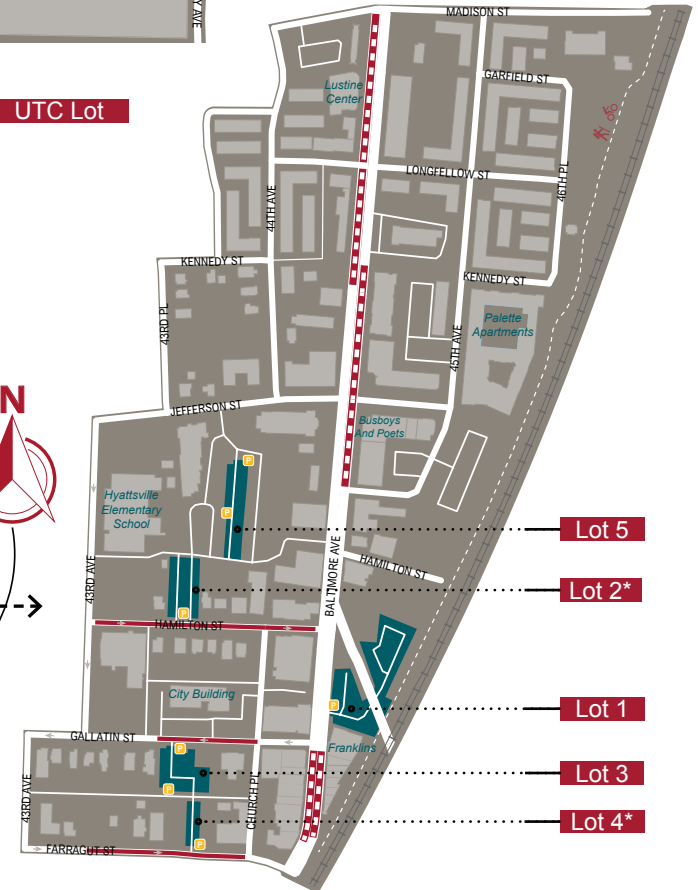 Y AVE
MADISON ST
UTC Lot
Lustine
Center
GARFIELD ST
LONGFELLOW ST
46TH PL
44TH AVE
KENNEDY ST
KENNEDY ST
43RD PL
Palette
Apartments
45TH AVE
N
JEFFERSON ST
Busboys
And Poets
P
Hyattsville
Elementary
School
P
Lot 5
43RD AVE
BALTIMORE AVE
HAMILTON ST
Lot 2*
P
HAMILTON ST
City Building
P
Lot 1
GALLATIN ST
P
Franklins
Lot 3
43RD AVE
P
CHURCH PL
Lot 4*
P
FARRAGUT ST